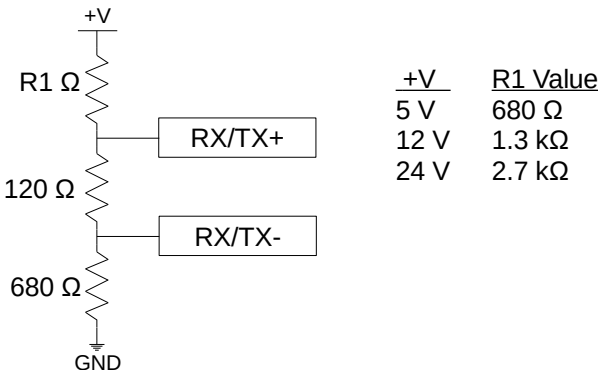 +V
R1 Ω
RX/TX+
120 Ω
RX/TX-
680 Ω
GND
+V R1 Value
5 V 680 Ω
12 V 1.3 kΩ
24 V 2.7 kΩ